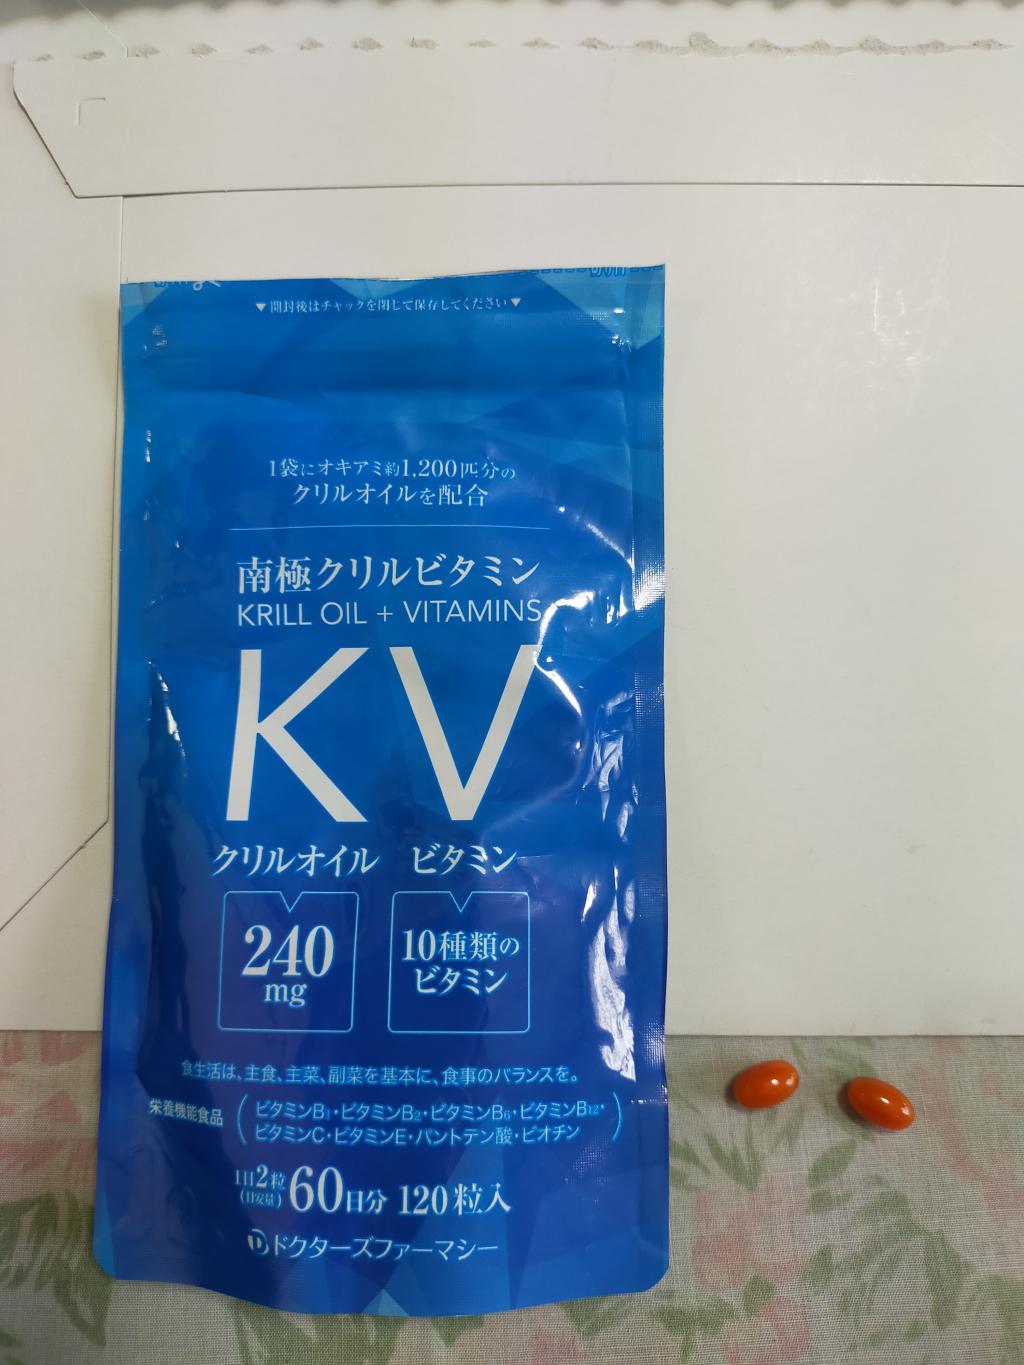 ▼開封後はチャックを閉じて保存してください▼
1袋にオキアミ約1,200匹分の
クリルオイルを配合
南極クリルビタミン
KRILL OIL + VITAMINS
KV
クリルオイル ビタミン
240
mg
10種類の
ビタミン
食生活は、主食、主菜、副菜を基本に、食事のバランスを。
栄養機能食品
ビタミンB1・ビタミンB2・ビタミンB6・ビタミンB12・
ビタミンC・ビタミンE・パントテン酸・ビオチン
1日2粒
(目安量)
60日分 120粒入
ドクターズファーマシー